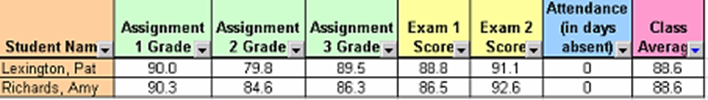 Student Nam Assignment 1 Grade Assignment 2 Grade Assignment 3 Grade Exam 1 Score Exam 2 Score Attendance (in days absent) Class Averag
Lexington, Pat 90.0 79.8 89.5 88.8 91.1 0 88.6
Richards, Amy 90.3 84.6 86.3 86.5 92.6 0 88.6